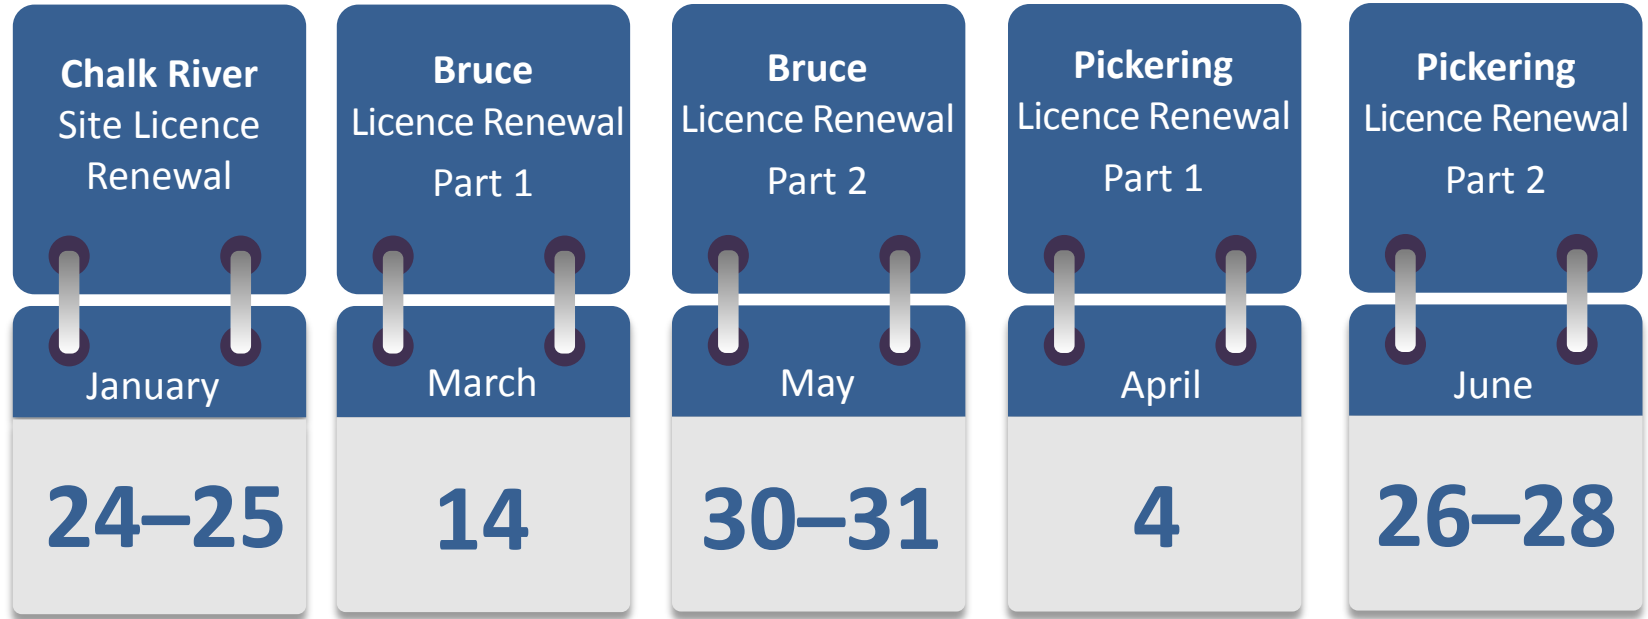 Chalk River
Site Licence
Renewal
January
24–25
Bruce
Licence Renewal
Part 1
March
14
Bruce
Licence Renewal
Part 2
May
30–31
Pickering
Licence Renewal
Part 1
April
4
Pickering
Licence Renewal
Part 2
June
26–28